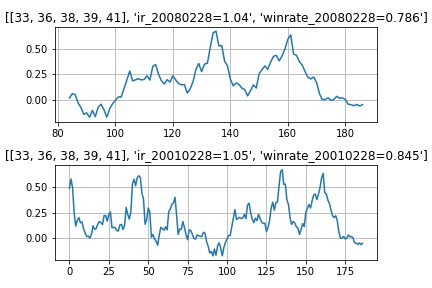 [[33, 36, 38, 39, 41], 'ir_20080228=1.04', 'winrate_20080228=0.786']
0.50
0.25
0.00
80 100 120 140 160 180
[[33, 36, 38, 39, 41], 'ir_20010228=1.05', 'winrate_20010228=0.845']
0.50
0.25
0.00
0 25 50 75 100 125 150 175